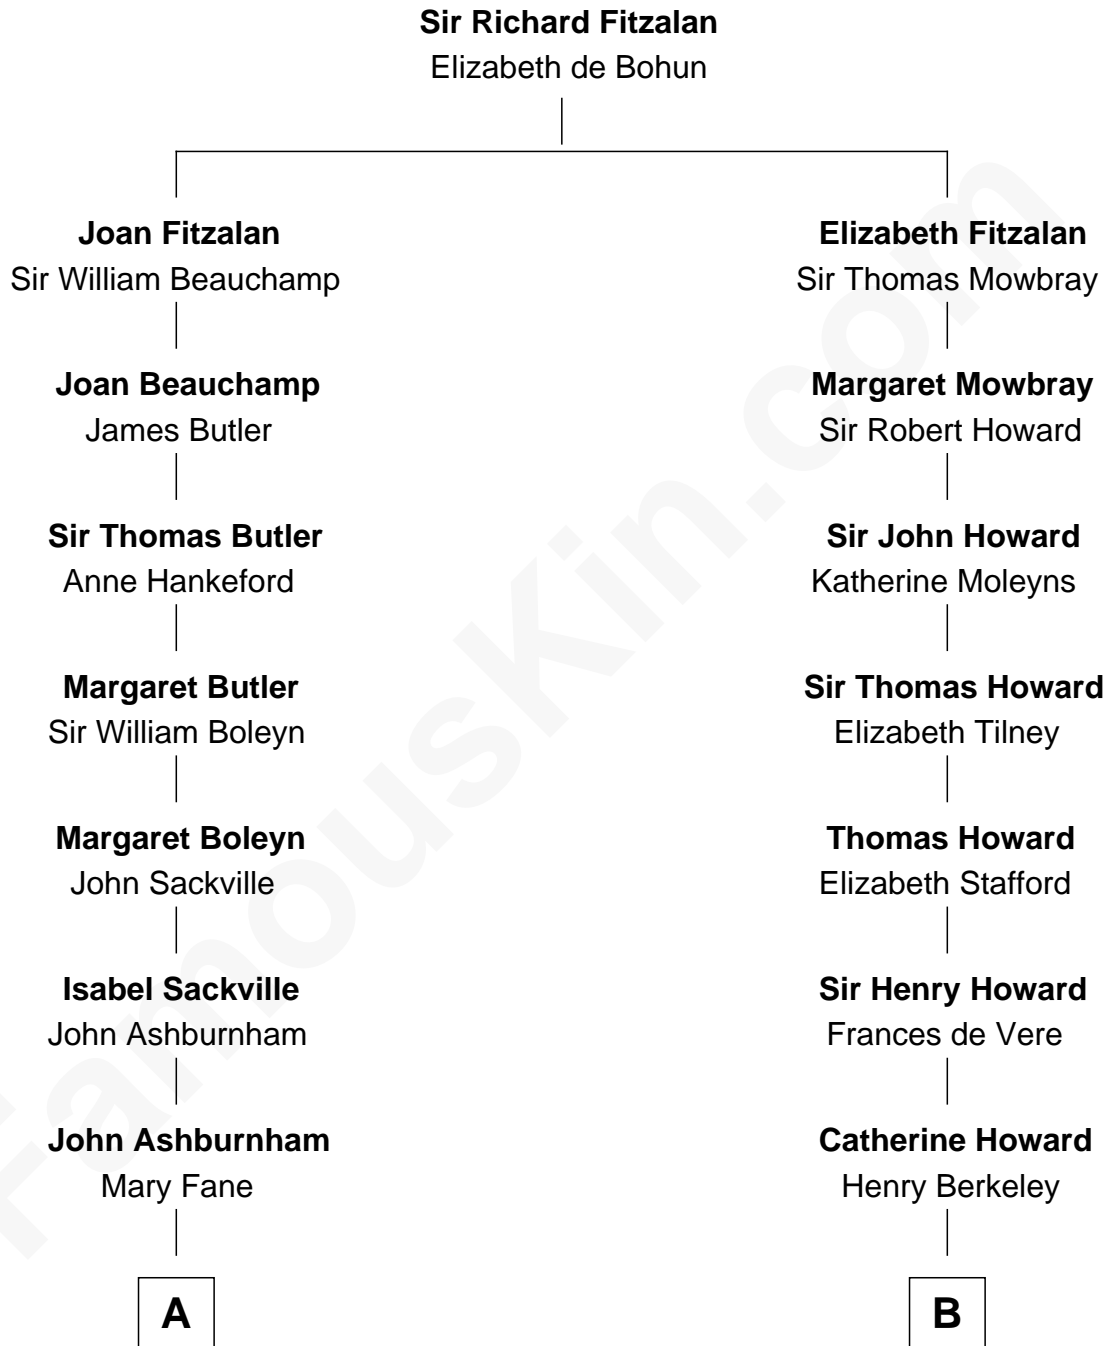 Sir Richard Fitzalan
Elizabeth de Bohun
Joan Fitzalan
Sir William Beauchamp
Elizabeth Fitzalan
Sir Thomas Mowbray
Joan Beauchamp
James Butler
Margaret Mowbray
Sir Robert Howard
Sir Thomas Butler
Anne Hankeford
Sir John Howard
Katherine Moleyns
Margaret Butler
Sir William Boleyn
Sir Thomas Howard
Elizabeth Tilney
Margaret Boleyn
John Sackville
Thomas Howard
Elizabeth Stafford
Isabel Sackville
John Ashburnham
Sir Henry Howard
Frances de Vere
John Ashburnham
Mary Fane
Catherine Howard
Henry Berkeley
A
B
FamousKin.com